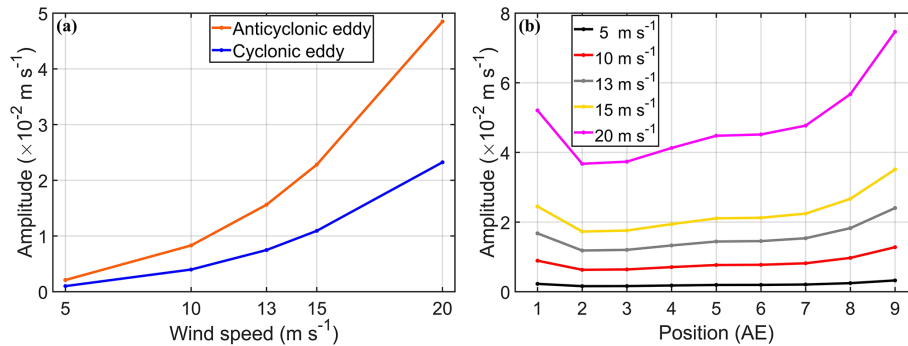 (a)
Anticyclonic eddy
Cyclonic eddy
Amplitude (×10⁻² m s⁻¹)
5
4
3
2
1
0
5 10 13 15 20
Wind speed (m s⁻¹)
(b)
5 m s⁻¹
10 m s⁻¹
13 m s⁻¹
15 m s⁻¹
20 m s⁻¹
Amplitude (×10⁻² m s⁻¹)
8
6
4
2
0
1 2 3 4 5 6 7 8 9
Position (AE)